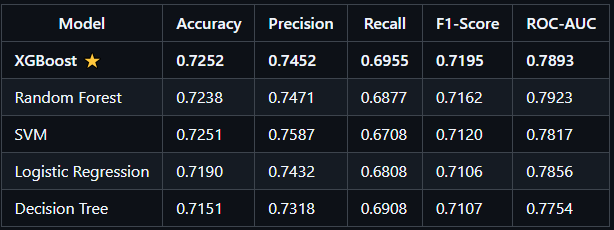 Model Accuracy Precision Recall F1-Score ROC-AUC
XGBoost ⭐ 0.7252 0.7452 0.6955 0.7195 0.7893
Random Forest 0.7238 0.7471 0.6877 0.7162 0.7923
SVM 0.7251 0.7587 0.6708 0.7120 0.7817
Logistic Regression 0.7190 0.7432 0.6808 0.7106 0.7856
Decision Tree 0.7151 0.7318 0.6908 0.7107 0.7754